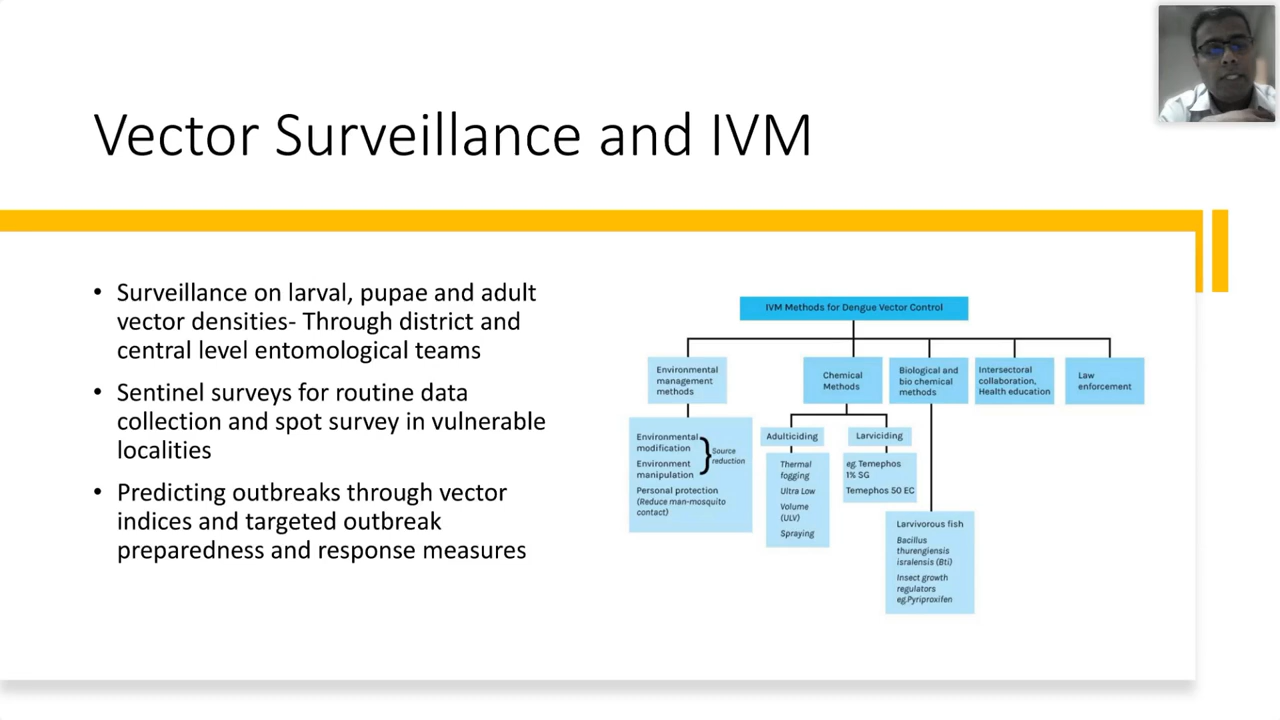 Vector Surveillance and IVM
• Surveillance on larval, pupae and adult
vector densities- Through district and
central level entomological teams
• Sentinel surveys for routine data
collection and spot survey in vulnerable
localities
• Predicting outbreaks through vector
indices and targeted outbreak
preparedness and response measures
IVM Methods for Dengue Vector Control
Environmental
management
methods
Environmental
modification
Environment
manipulation
Source
reduction
Personal protection
(Reduce man-mosquito
contact)
Chemical
Methods
Adulticiding
Thermal
fogging
Ultra Low
Volume
(ULV)
Spraying
Larviciding
eg. Temephos
1% SG
Temephos 50 EC
Biological and
bio chemical
methods
Larvivorous fish
Bacillus
thurengiensis
isralensis (Bti)
Insect growth
regulators
eg.Pyriproxifen
Intersectoral
collaboration,
Health education
Law
enforcement